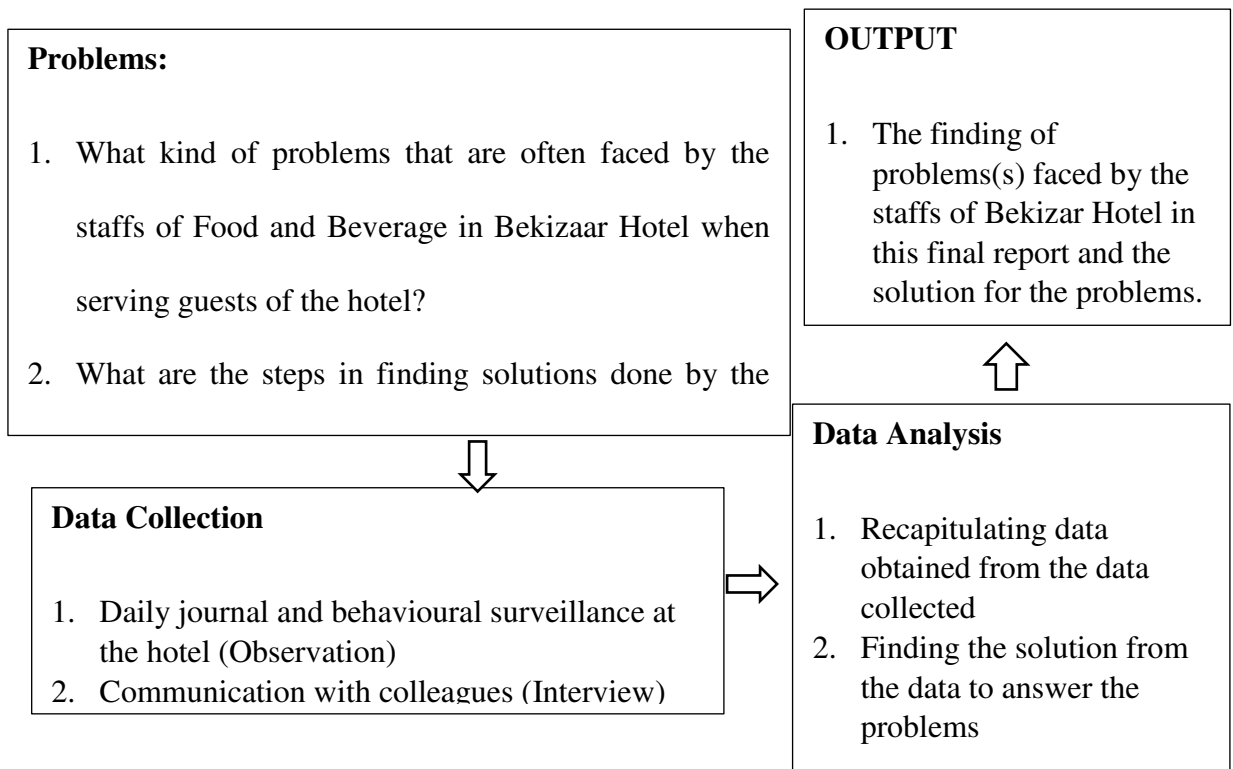 Problems:
1. What kind of problems that are often faced by the
staffs of Food and Beverage in Bekizaar Hotel when
serving guests of the hotel?
2. What are the steps in finding solutions done by the
Data Collection
1. Daily journal and behavioural surveillance at
the hotel (Observation)
2. Communication with colleagues (Interview)
Data Analysis
1. Recapitulating data
obtained from the data
collected
2. Finding the solution from
the data to answer the
problems
OUTPUT
1. The finding of
problems(s) faced by the
staffs of Bekizar Hotel in
this final report and the
solution for the problems.